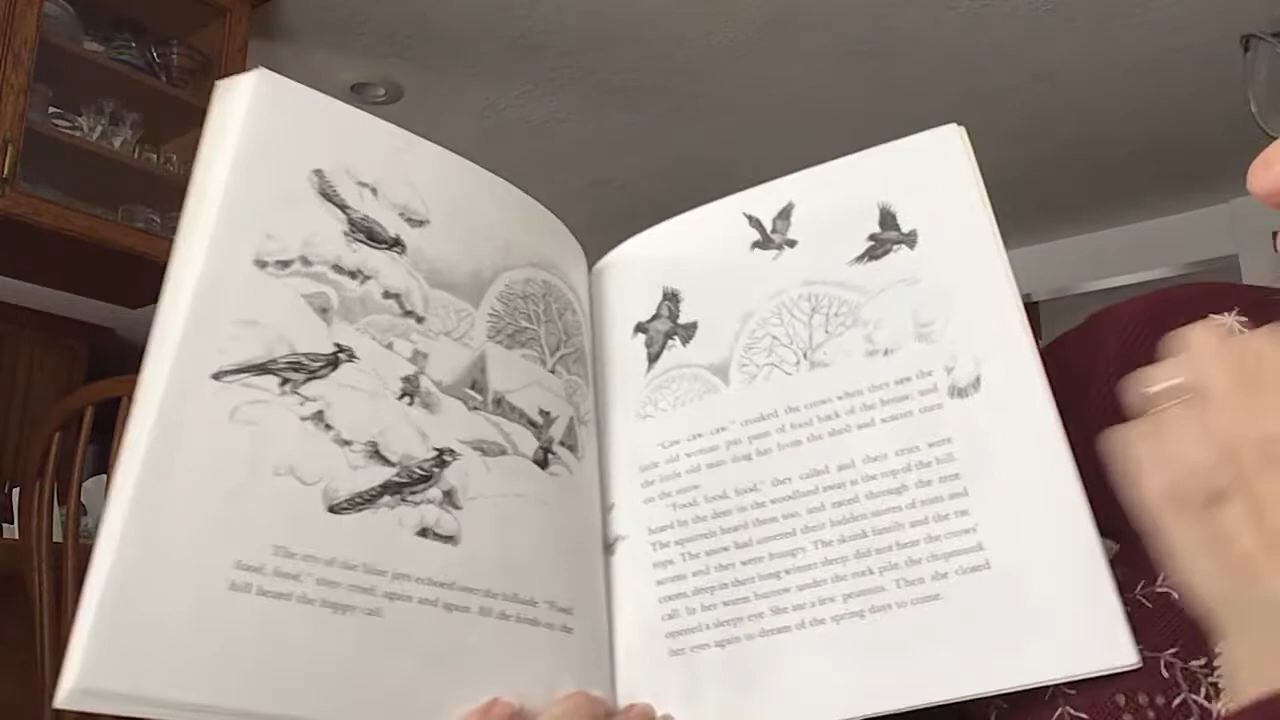 The cry of the blue jays echoed over the hillside. "Food,
food, food," they cried again and again. All the birds on the
hill heard the happy call.
"Caw-caw-caw," croaked the crows when they saw the
little old woman put pans of food back of the house; and
the little old man drag hay from the shed and scatter corn
on the snow.
"Food, food, food," they called and their cries were
heard by the deer in the woodland away at the top of the hill.
The squirrels heard them too, and raced through the tree
tops. The snow had covered their hidden stores of nuts and
acorns and they were hungry. The skunk family and the rac
coons, deep in their long winter sleep, did not hear the crows'
call. In her warm burrow under the rock pile, the chipmunk
opened a sleepy eye. She ate a few peanuts. Then she closed
her eyes again to dream of the spring days to come.